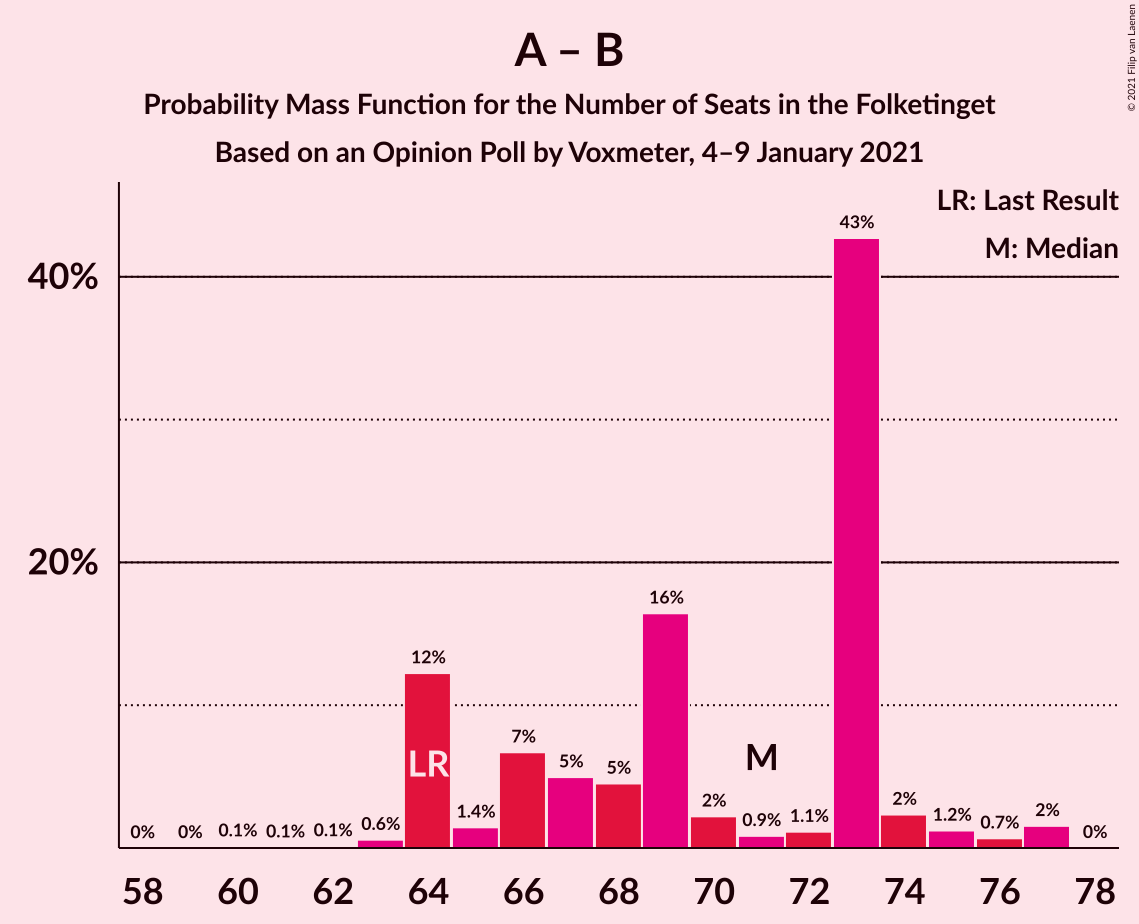 A – B
Probability Mass Function for the Number of Seats in the Folketinget
Based on an Opinion Poll by Voxmeter, 4–9 January 2021
© 2021 Filip van Laenen
LR: Last Result
M: Median
43%
40%
20%
16%
12%
7%
5%
5%
2%
0.9%
1.1%
2%
1.2%
0.7%
2%
0%
0%
0%
0.1%
0.1%
0.1%
0.6%
1.4%
LR
M
58 60 62 64 66 68 70 72 74 76 78